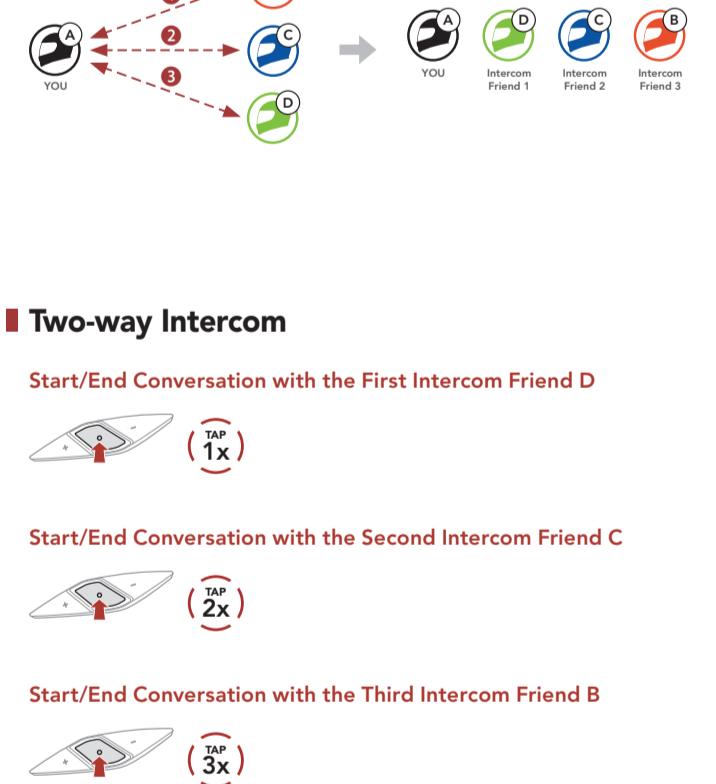 A
2
C
3
YOU
D
A
D
C
B
YOU
Intercom
Friend 1
Intercom
Friend 2
Intercom
Friend 3
Two-way Intercom
Start/End Conversation with the First Intercom Friend D
+
−
TAP
1x
Start/End Conversation with the Second Intercom Friend C
+
−
TAP
2x
Start/End Conversation with the Third Intercom Friend B
+
−
TAP
3x